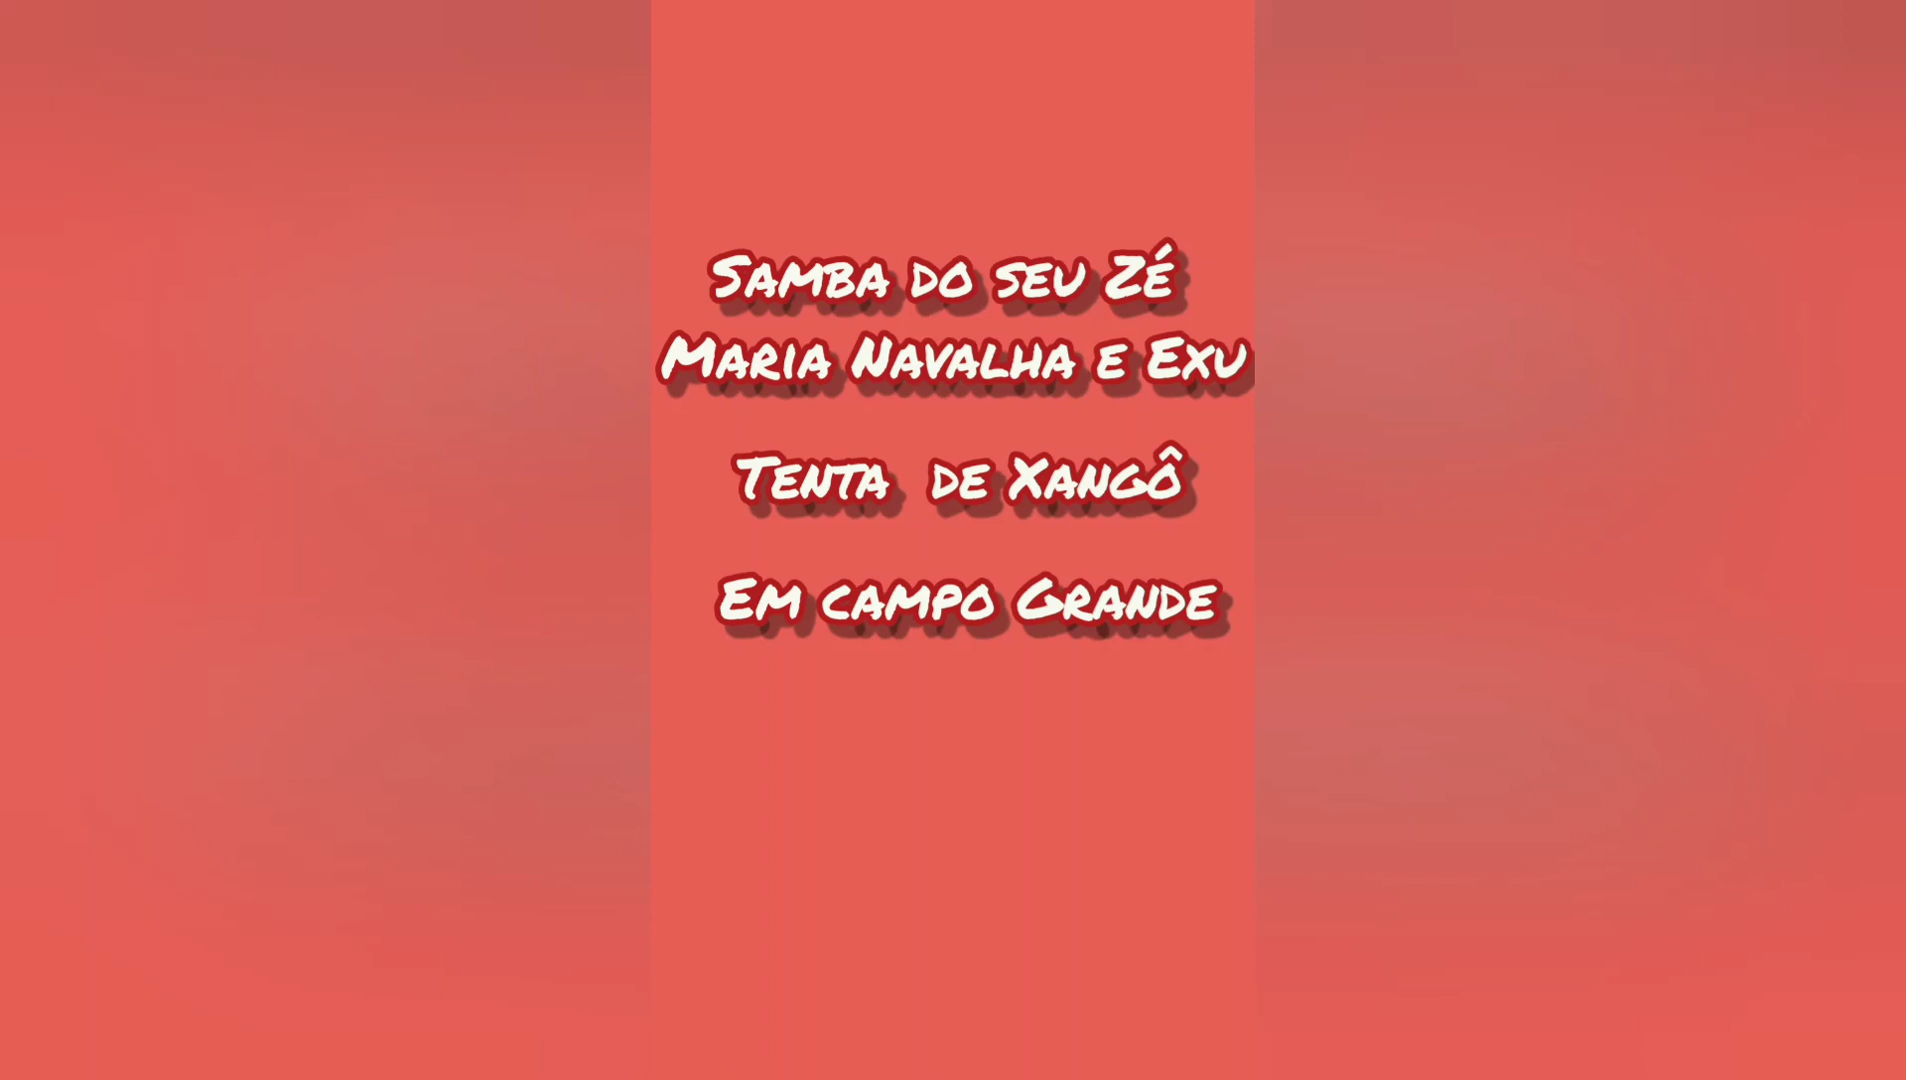 Samba do seu Zé
Maria Navalha e Exu
Tenta de Xangô
Em campo Grande